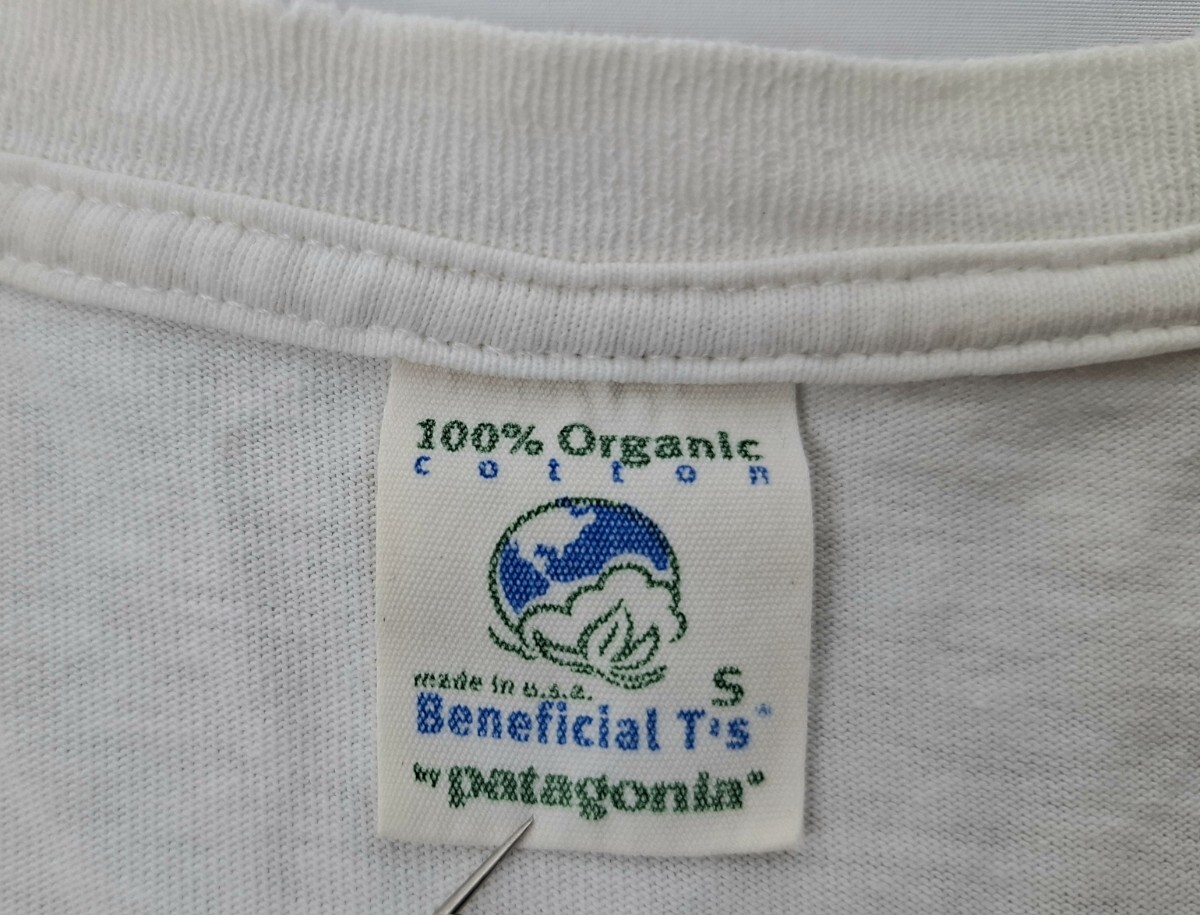 100% Organic
cotton
S
made in u.s.a.
Beneficial T's®
by patagonia®